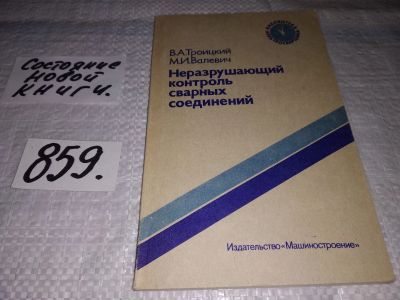 Состояние
новой
книги.
859.
В.А.Троицкий
М.И.Валевич
Неразрушающий
контроль
сварных
соединений
Издательство «Машиностроение»